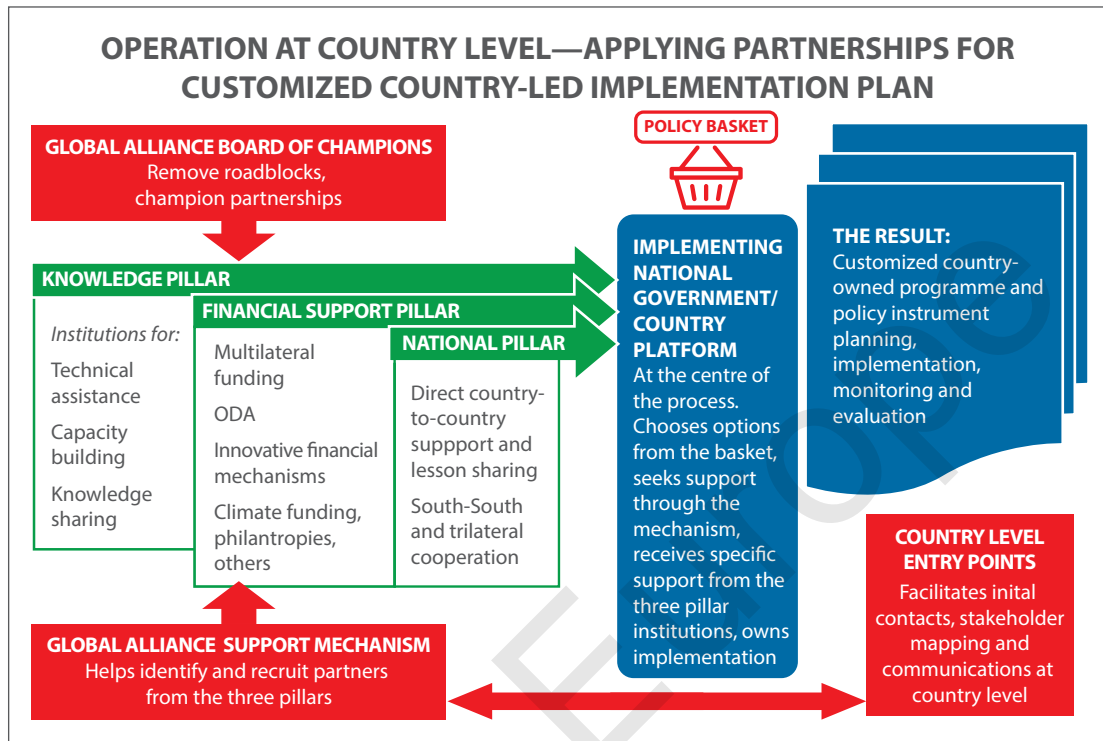 OPERATION AT COUNTRY LEVEL—APPLYING PARTNERSHIPS FOR
CUSTOMIZED COUNTRY-LED IMPLEMENTATION PLAN
GLOBAL ALLIANCE BOARD OF CHAMPIONS
Remove roadblocks,
champion partnerships
KNOWLEDGE PILLAR
Institutions for:
Technical
assistance
Capacity
building
Knowledge
sharing
FINANCIAL SUPPORT PILLAR
Multilateral
funding
ODA
Innovative financial
mechanisms
Climate funding,
philantropies,
others
NATIONAL PILLAR
Direct country-
to-country
suppport and
lesson sharing
South-South
and trilateral
cooperation
GLOBAL ALLIANCE SUPPORT MECHANISM
Helps identify and recruit partners
from the three pillars
POLICY BASKET
IMPLEMENTING
NATIONAL
GOVERNMENT/
COUNTRY
PLATFORM
At the centre of
the process.
Chooses options
from the basket,
seeks support
through the
mechanism,
receives specific
support from the
three pillar
institutions, owns
implementation
THE RESULT:
Customized country-
owned programme and
policy instrument
planning,
implementation,
monitoring and
evaluation
COUNTRY LEVEL
ENTRY POINTS
Facilitates inital
contacts, stakeholder
mapping and
communications at
country level
Europe